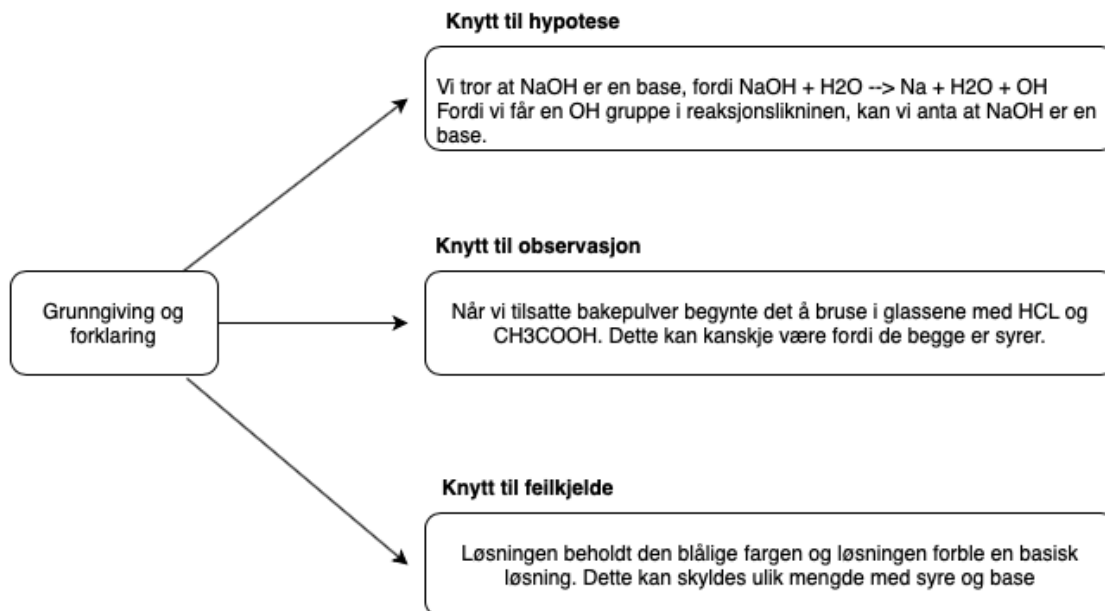 Knytt til hypotese
Vi tror at NaOH er en base, fordi NaOH + H2O --> Na + H2O + OH
Fordi vi får en OH gruppe i reaksjonslikninen, kan vi anta at NaOH er en
base.
Knytt til observasjon
Grunngiving og
forklaring
Når vi tilsatte bakepulver begynte det å bruse i glassene med HCL og
CH3COOH. Dette kan kanskje være fordi de begge er syrer.
Knytt til feilkjelde
Løsningen beholdt den blålige fargen og løsningen forble en basisk
løsning. Dette kan skyldes ulik mengde med syre og base